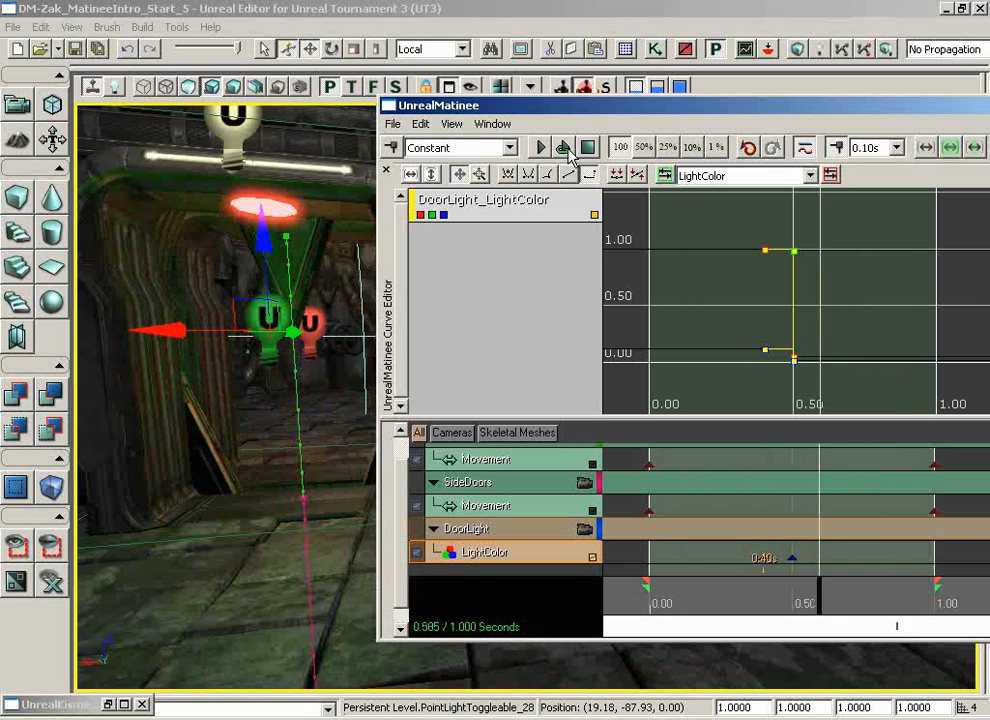 DM-Zak_MatineeIntro_Start_5 - Unreal Editor for Unreal Tournament 3 (UT3)
File Edit View Brush Build Tools Help
Local P No Propagation
P T F S S
UnrealMatinee
File Edit View Window
Constant 100 50% 25% 10% 1% 0.10s
LightColor
DoorLight_LightColor
UnrealMatinee Curve Editor
1.00
0.50
0.00
0.00 0.50 1.00
All Cameras Skeletal Meshes
Movement
SideDoors
Movement
DoorLight
LightColor 0.40s
0.00 0.50 1.00
0.585 / 1.000 Seconds
U
U
U
UnrealKisme
Persistent Level.PointLightToggleable_28 Position: (19.18, -87.93, 0.00) 1.0000 1.0000 1.0000 1.0000 4